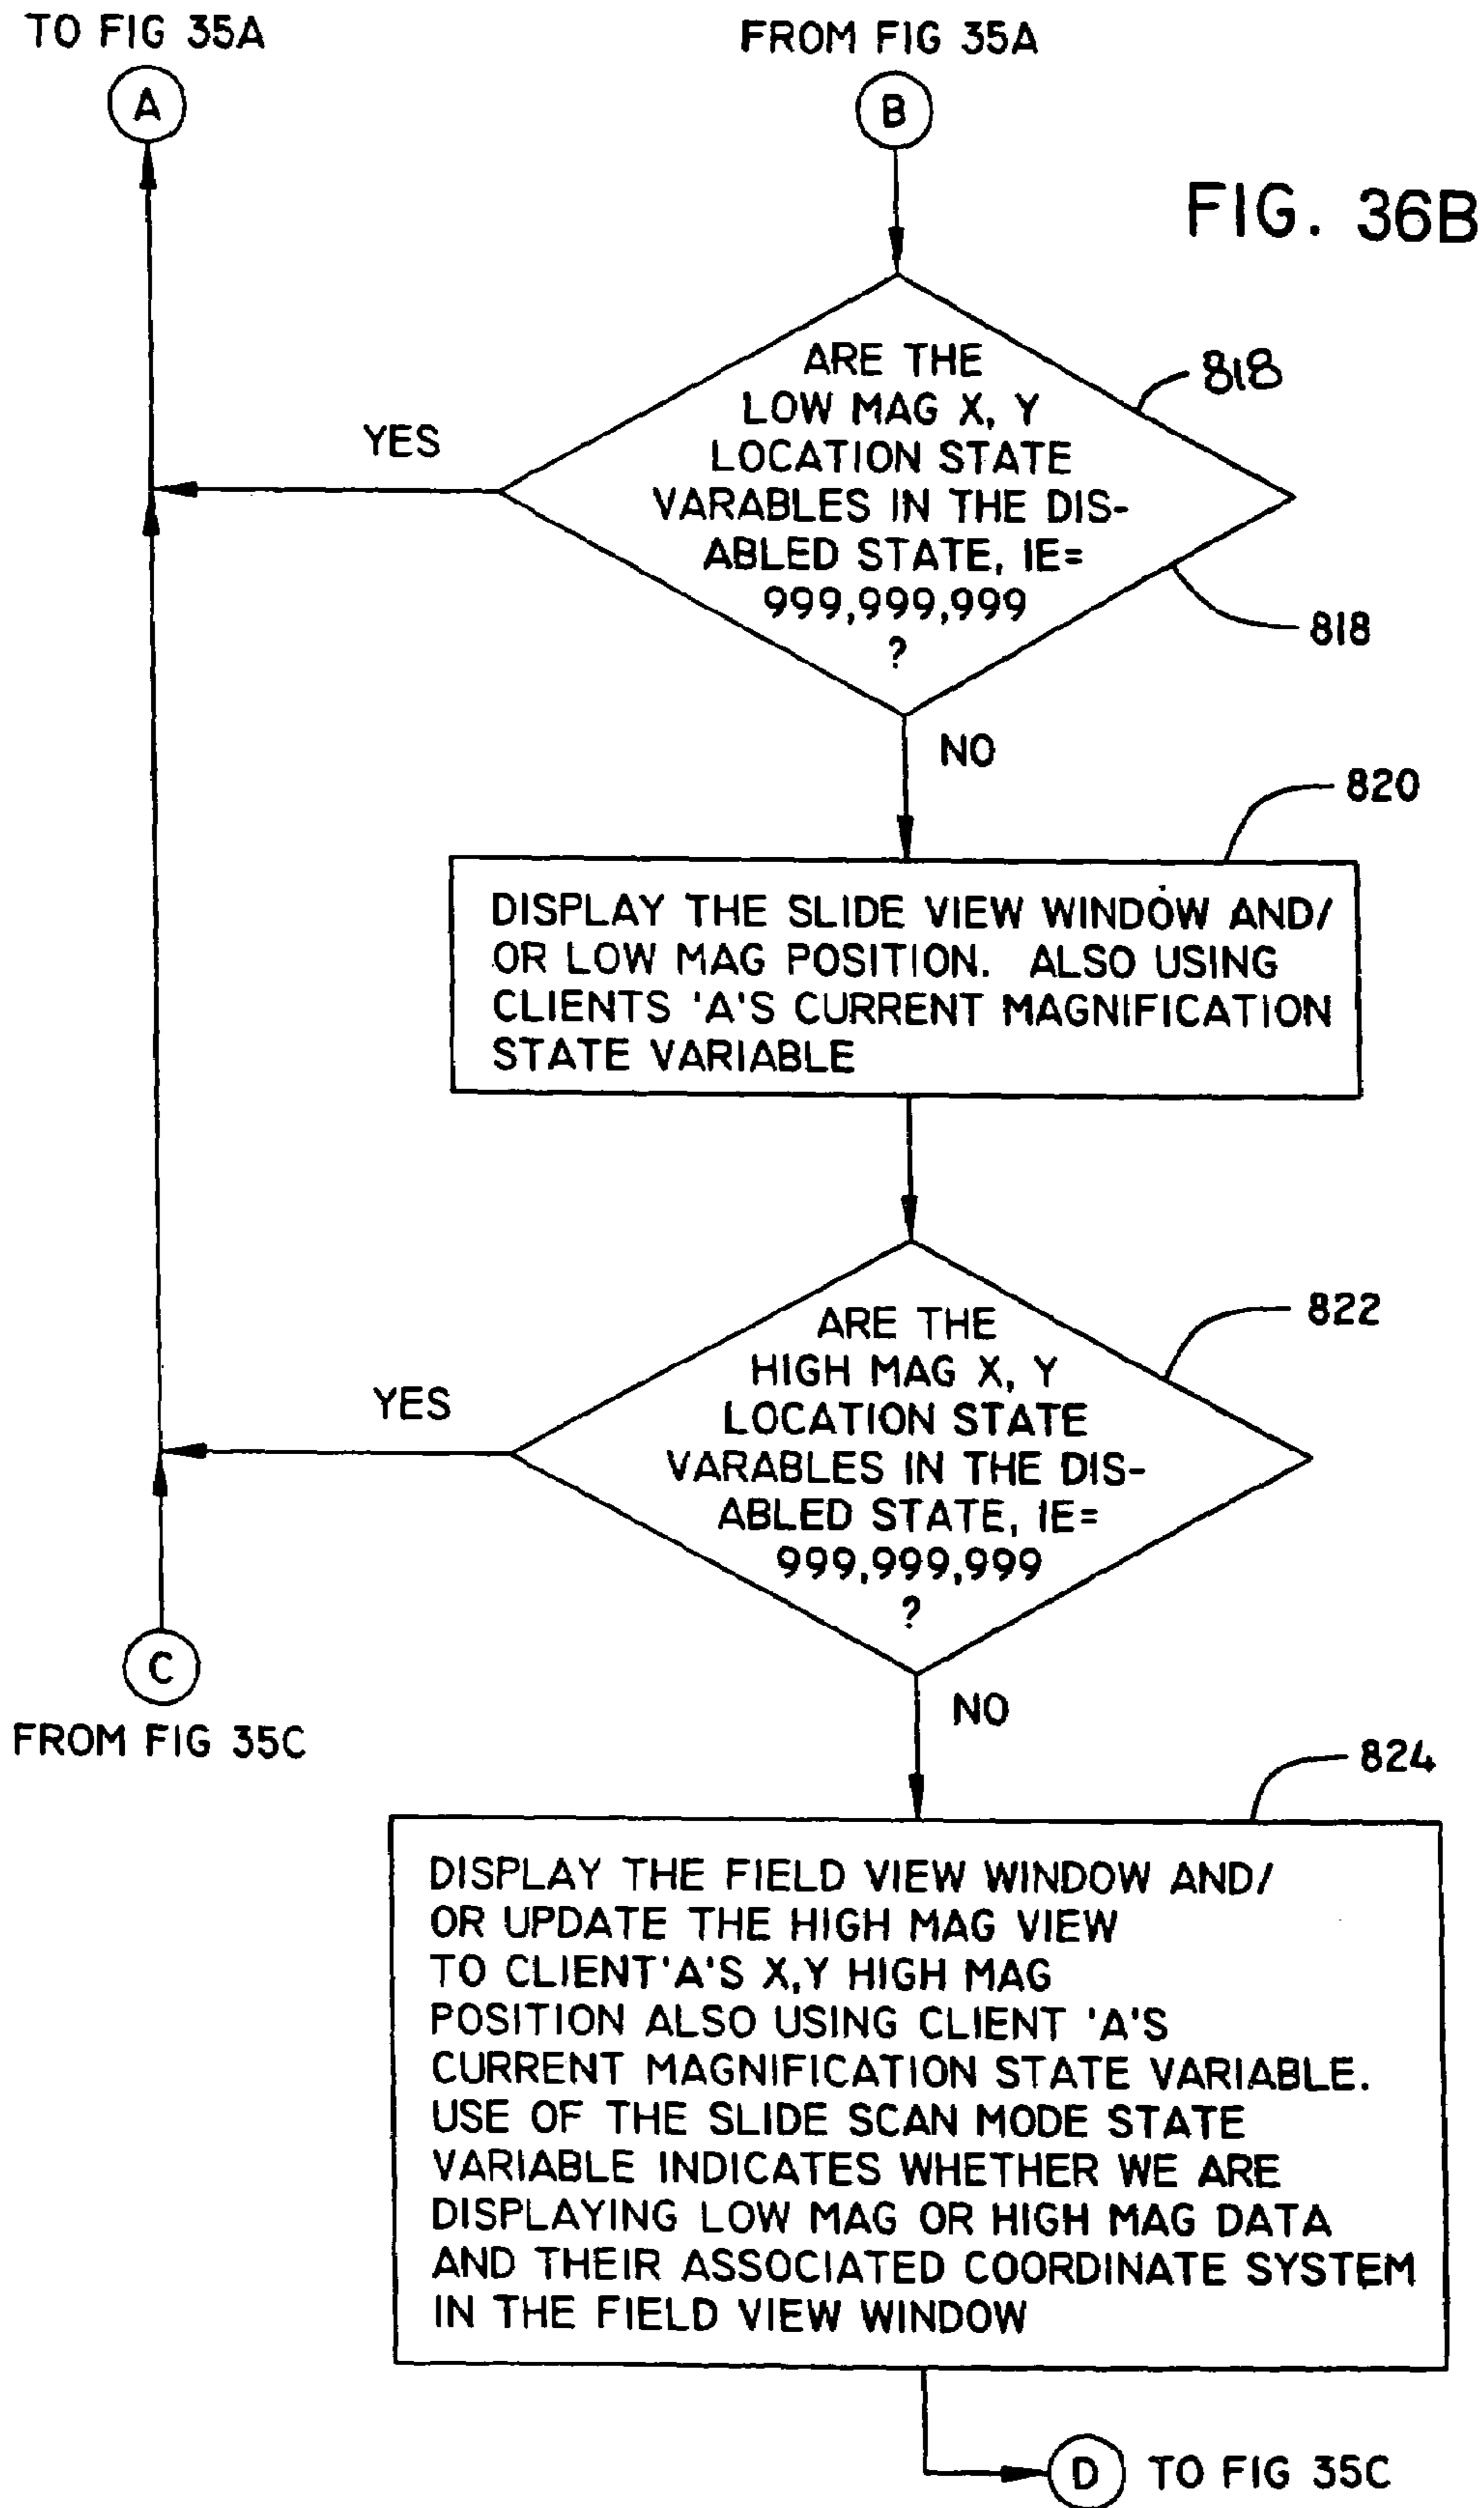 TO FIG 35A
FROM FIG 35A
A
B
FIG. 36B
ARE THE
LOW MAG X, Y
LOCATION STATE
VARABLES IN THE DIS-
ABLED STATE, IE=
999,999,999
?
818
YES
818
NO
820
DISPLAY THE SLIDE VIEW WINDOW AND/
OR LOW MAG POSITION. ALSO USING
CLIENTS 'A'S CURRENT MAGNIFICATION
STATE VARIABLE
822
ARE THE
HIGH MAG X, Y
LOCATION STATE
VARABLES IN THE DIS-
ABLED STATE, IE=
999,999,999
?
YES
C
FROM FIG 35C
NO
824
DISPLAY THE FIELD VIEW WINDOW AND/
OR UPDATE THE HIGH MAG VIEW
TO CLIENT'A'S X,Y HIGH MAG
POSITION ALSO USING CLIENT 'A'S
CURRENT MAGNIFICATION STATE VARIABLE.
USE OF THE SLIDE SCAN MODE STATE
VARIABLE INDICATES WHETHER WE ARE
DISPLAYING LOW MAG OR HIGH MAG DATA
AND THEIR ASSOCIATED COORDINATE SYSTEM
IN THE FIELD VIEW WINDOW
D TO FIG 35C